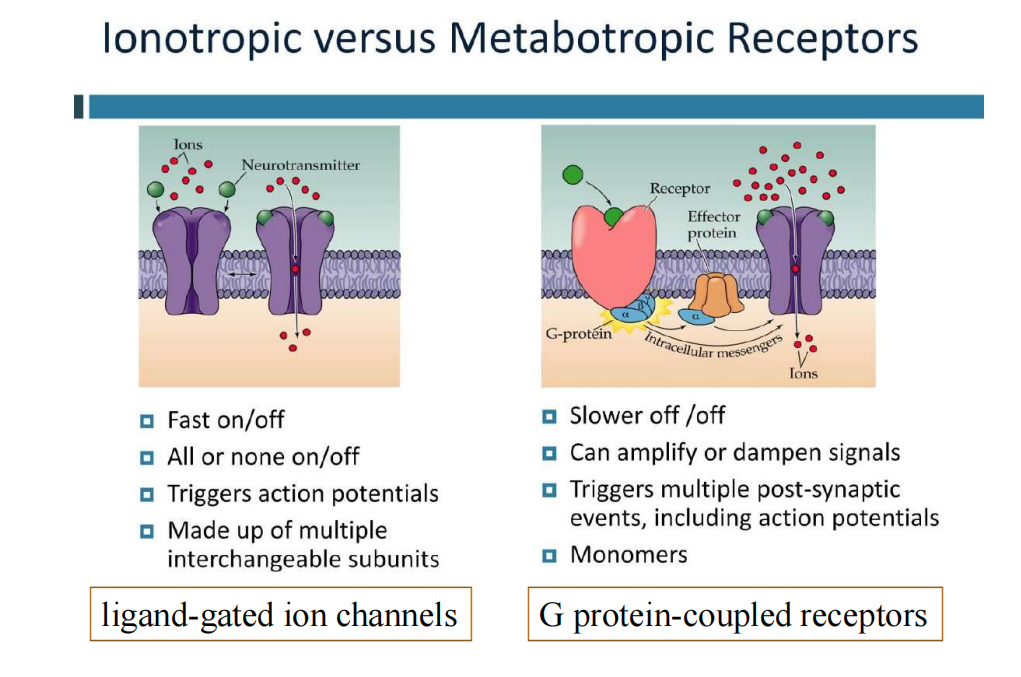 Ionotropic versus Metabotropic Receptors
Ions
Neurotransmitter
Receptor
Effector
protein
α
β
γ
α
G-protein
Intracellular messengers
Ions
Fast on/off
All or none on/off
Triggers action potentials
Made up of multiple
interchangeable subunits
ligand-gated ion channels
Slower off /off
Can amplify or dampen signals
Triggers multiple post-synaptic
events, including action potentials
Monomers
G protein-coupled receptors